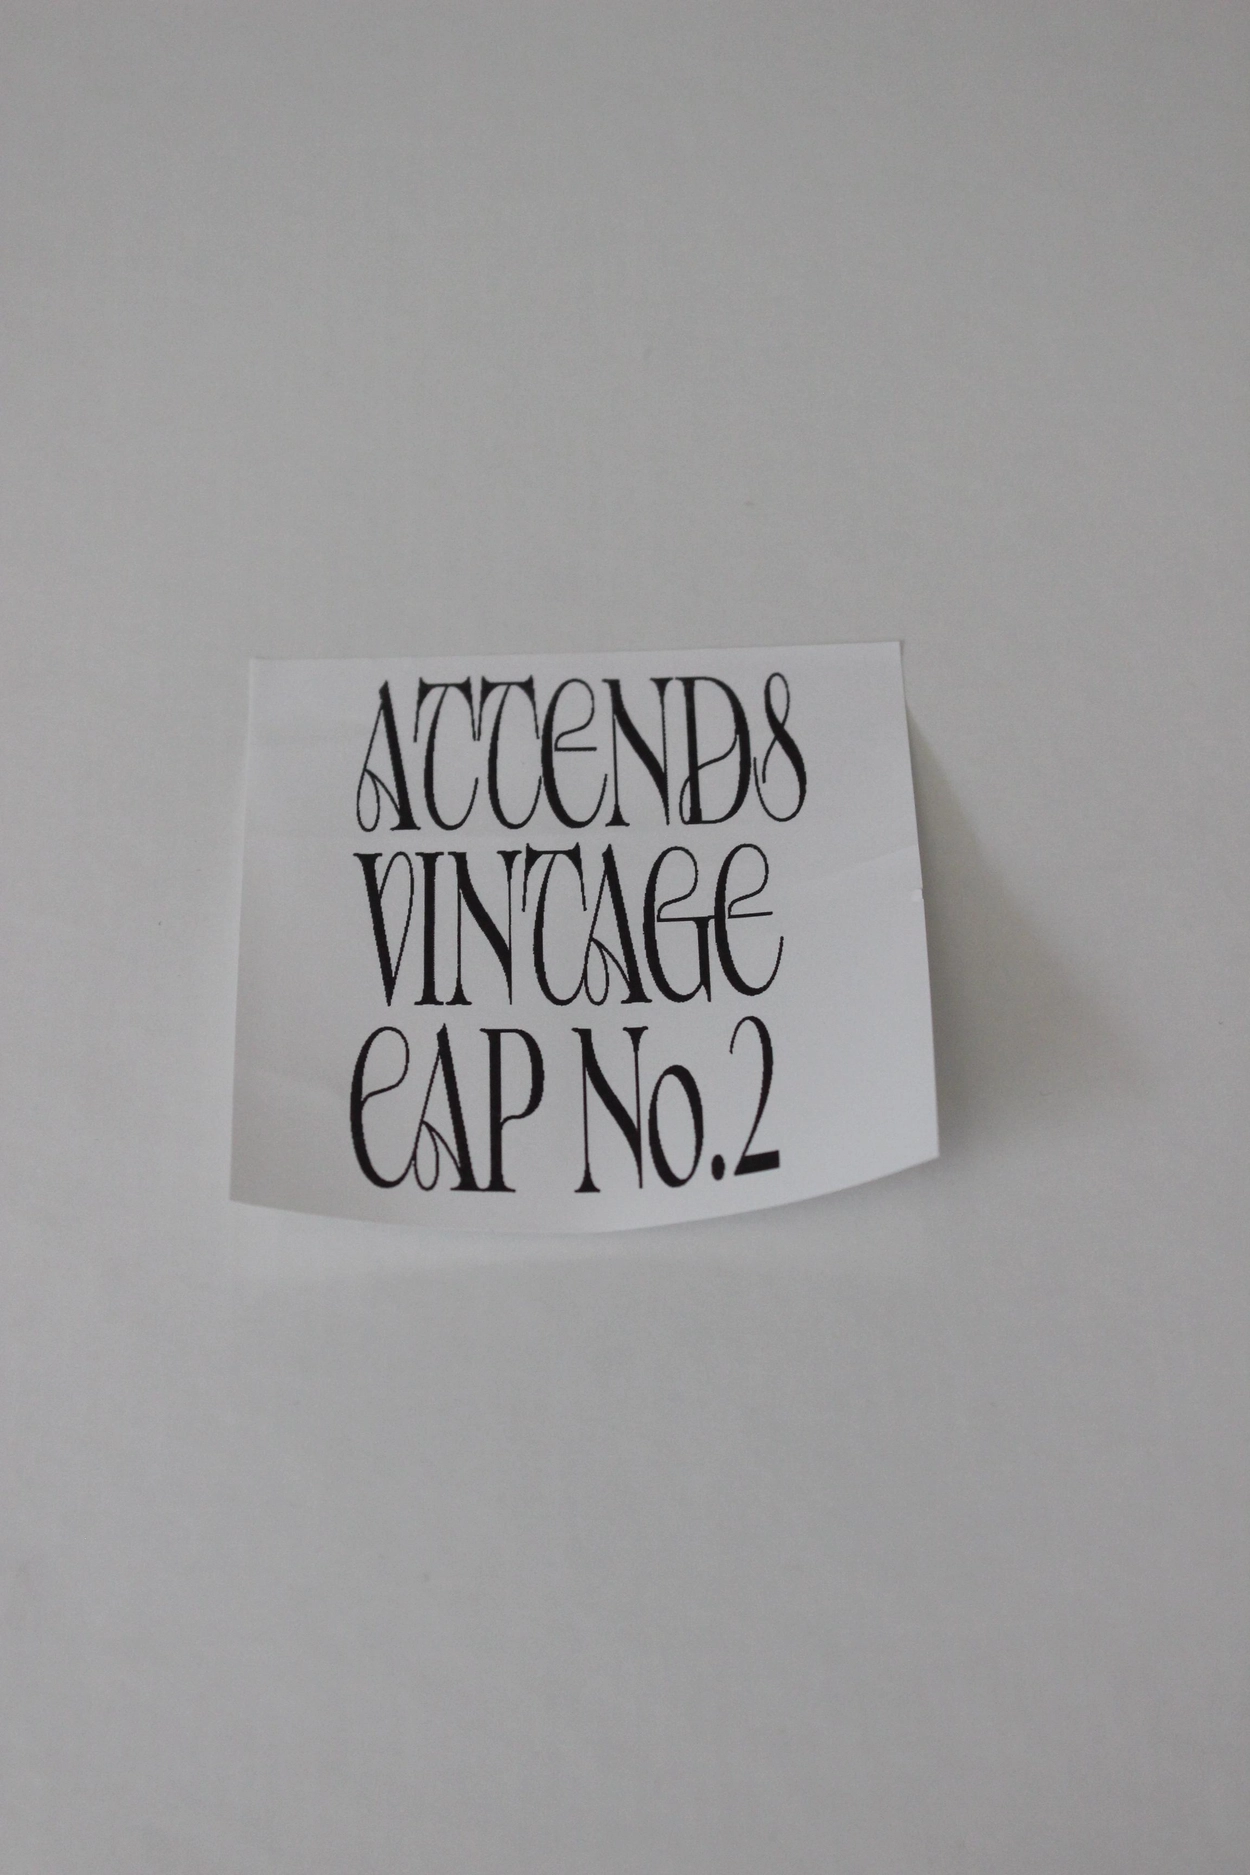 ATTENDS
VINTAGE
CAP No.2